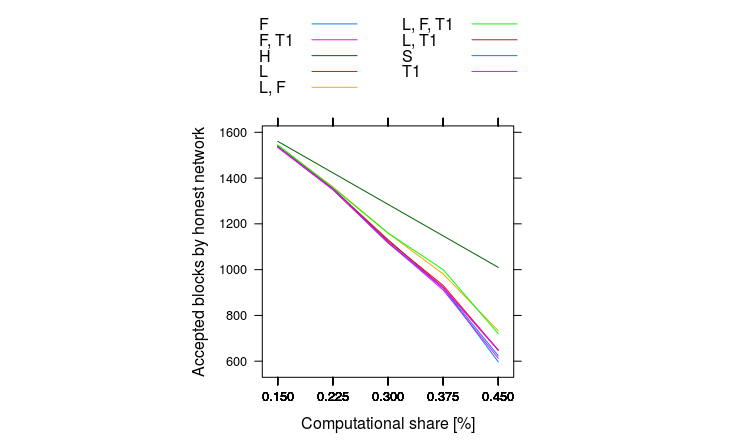 F
F, T1
H
L
L, F
L, F, T1
L, T1
S
T1
Accepted blocks by honest network
1600
1400
1200
1000
800
600
0.150 0.225 0.300 0.375 0.450
Computational share [%]